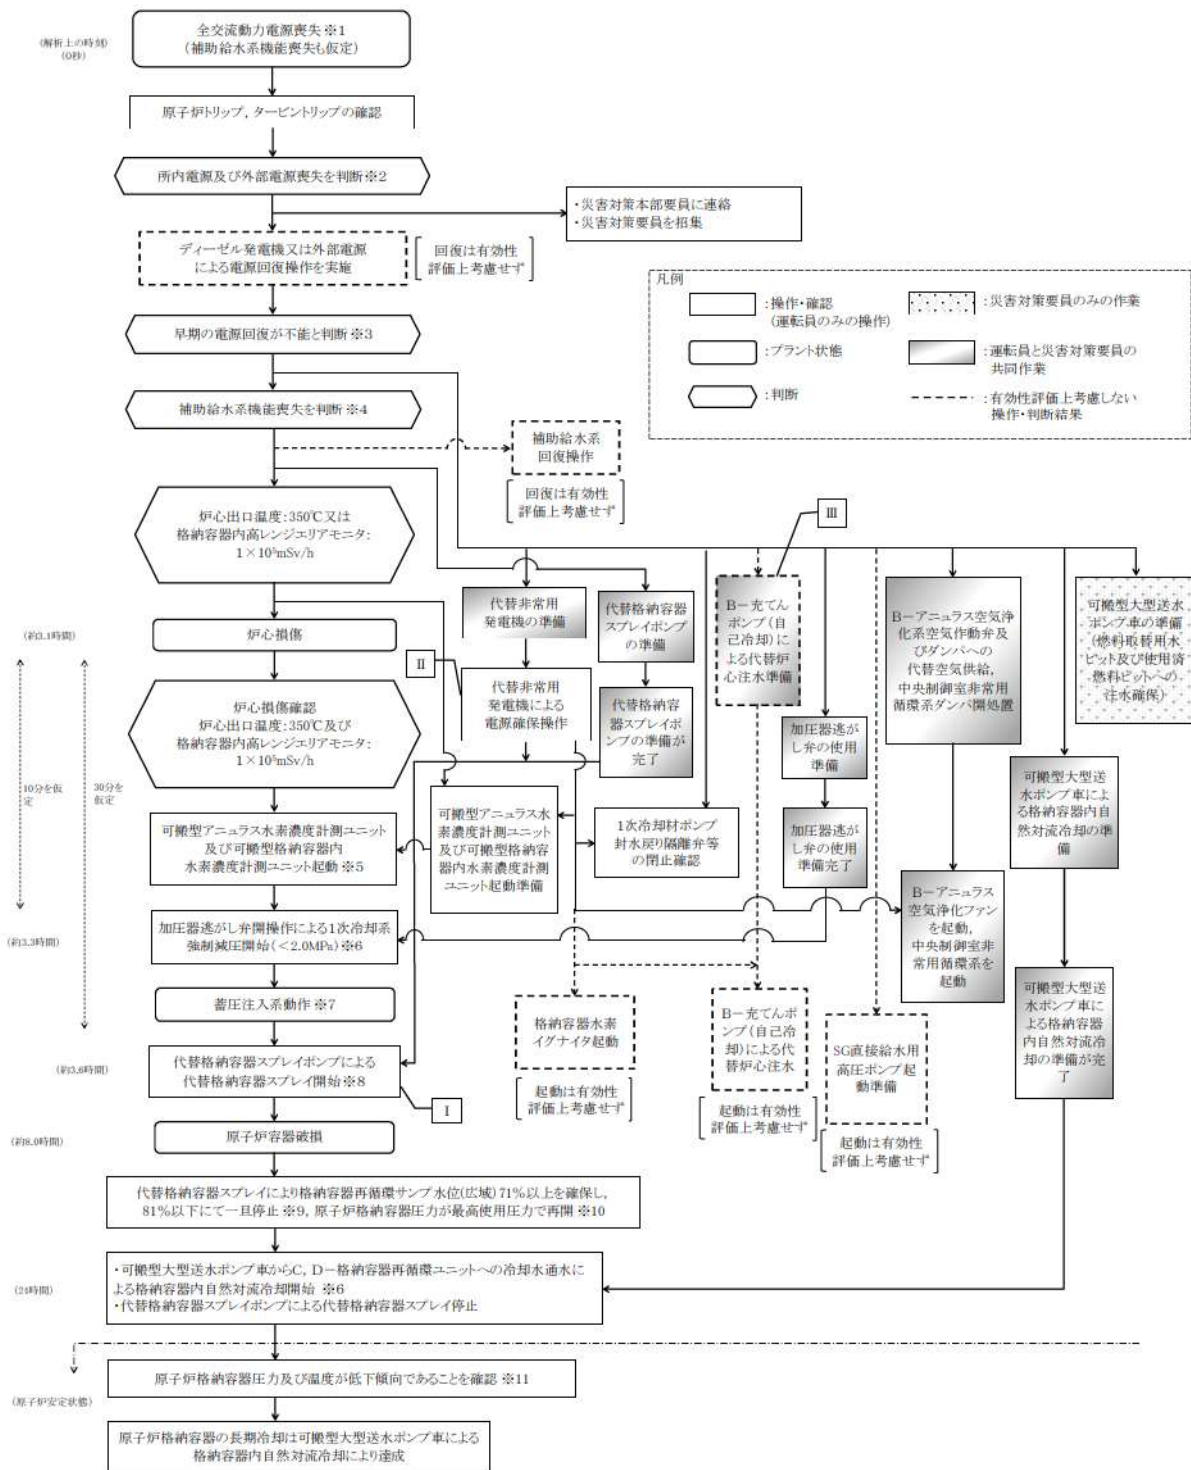 全交流動力電源喪失※1
(補助給水系機能喪失も仮定)
(解析上の時刻)
(0秒)
原子炉トリップ，タービントリップの確認
所内電源及び外部電源喪失を判断※2
・災害対策本部要員に連絡
・災害対策要員を招集
ディーゼル発電機又は外部電源
による電源回復操作を実施
回復は有効性
評価上考慮せず
凡例
：操作・確認
(運転員のみの操作)
：プラント状態
：判断
：災害対策要員のみの作業
：運転員と災害対策要員の
共同作業
：有効性評価上考慮しない
操作・判断結果
早期の電源回復が不能と判断※3
補助給水系機能喪失を判断※4
補助給水系
回復操作
回復は有効性
評価上考慮せず
Ⅲ
炉心出口温度：350℃又は
格納容器内高レンジエリアモニタ：
1×10⁵mSv/h
代替非常用
発電機の準備
代替格納容器
スプレイポンプ
の準備
B－充てん
ポンプ(自
己冷却)によ
る代替炉心
注水準備
B－アニュラス空気浄
化系空気作動弁及
びダンパへの
代替空気供給，
中央制御室非常用
循環系ダンパ開処置
可搬型大型送水
ポンプ車の準備
(燃料取替用水
ピット及び使用済
燃料ピットへの
注水確保)
(約3.1時間)
炉心損傷
Ⅱ
代替非常用
発電機による
電源確保操作
代替格納容
器スプレイポ
ンプの準備が
完了
加圧器逃が
し弁の使用
準備
炉心損傷確認
炉心出口温度：350℃及び
格納容器内高レンジエリアモニタ：
1×10⁵mSv/h
10分を仮
定
30分を
仮定
可搬型大型送
水ポンプ車によ
る格納容器内自
然対流冷却の準
備
可搬型アニュラス水素濃度計測ユニット
及び可搬型格納容器内
水素濃度計測ユニット起動※5
可搬型アニュラス水
素濃度計測ユニット
及び可搬型格納容
器内水素濃度計測
ユニット起動準備
1次冷却材ポンプ
封水戻り隔離弁等
の閉止確認
加圧器逃が
し弁の使用
準備完了
B－アニュラス
空気浄化ファン
を起動，
中央制御室非
常用循環系を
起動
(約3.3時間)
加圧器逃がし弁開操作による1次冷却系
強制減圧開始(＜2.0MPa)※6
可搬型大型送
水ポンプ車によ
る格納容器内自
然対流冷
却の準備が完
了
蓄圧注入系動作※7
格納容器水素
イグナイタ起動
起動は有効性
評価上考慮せず
B－充てん
ポンプ(自己冷
却)による代
替炉心注水
起動は有効性
評価上考慮せず
SG直接給水用
高圧ポンプ起
動準備
起動は有効性
評価上考慮せず
(約3.6時間)
代替格納容器スプレイポンプによる
代替格納容器スプレイ開始※8
Ⅰ
(約8.0時間)
原子炉容器破損
代替格納容器スプレイにより格納容器再循環サンプ水位(広域)71％以上を確保し，
81％以下にて一旦停止※9，原子炉格納容器圧力が最高使用圧力で再開※10
(24時間)
・可搬型大型送水ポンプ車からC，D－格納容器再循環ユニットへの冷却水通水に
よる格納容器内自然対流冷却開始　※6
・代替格納容器スプレイポンプによる代替格納容器スプレイ停止
(原子炉安定状態)
原子炉格納容器圧力及び温度が低下傾向であることを確認※11
原子炉格納容器の長期冷却は可搬型大型送水ポンプ車による
格納容器内自然対流冷却により達成